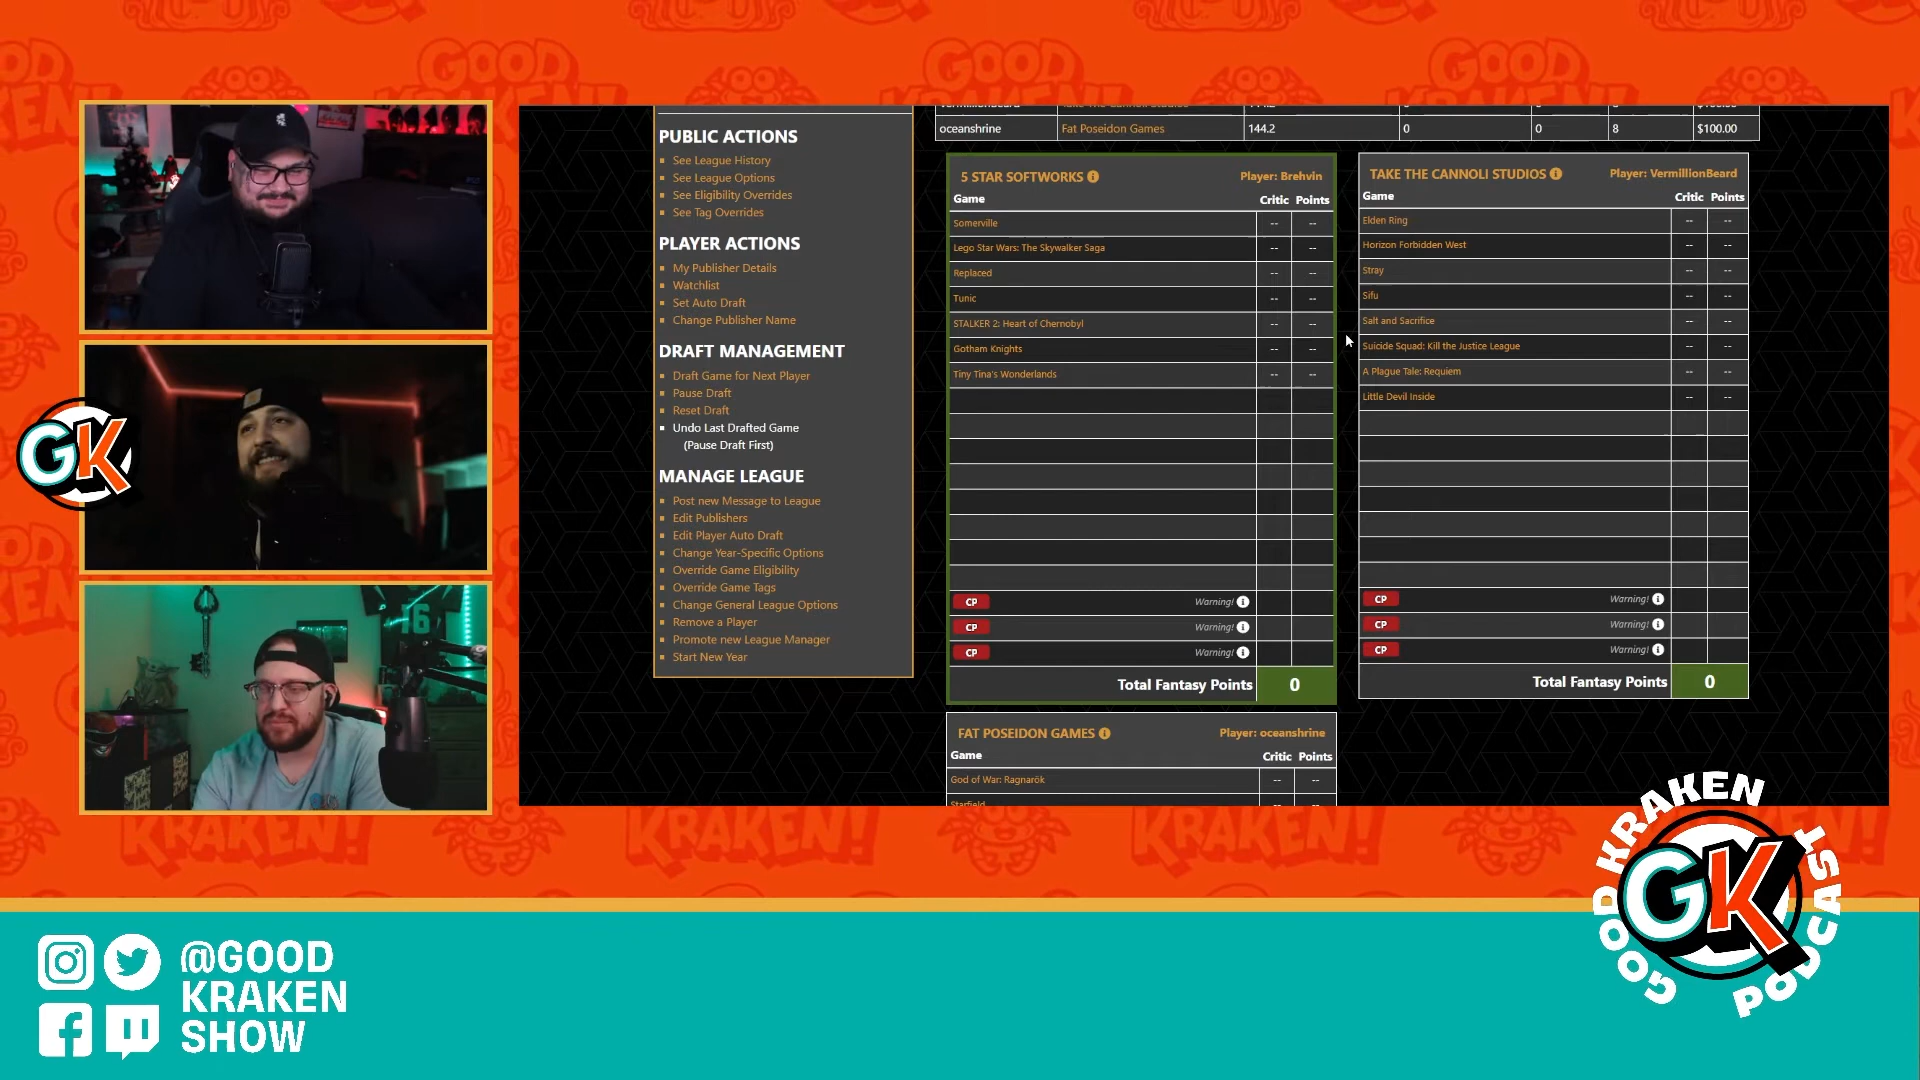 oceanshrine Fat Poseidon Games 144.2 0 0 8 $100.00
PUBLIC ACTIONS
See League History
See League Options
See Eligibility Overrides
See Tag Overrides
PLAYER ACTIONS
My Publisher Details
Watchlist
Set Auto Draft
Change Publisher Name
DRAFT MANAGEMENT
Draft Game for Next Player
Pause Draft
Reset Draft
Undo Last Drafted Game
(Pause Draft First)
MANAGE LEAGUE
Post new Message to League
Edit Publishers
Edit Player Auto Draft
Change Year-Specific Options
Override Game Eligibility
Override Game Tags
Change General League Options
Remove a Player
Promote new League Manager
Start New Year
5 STAR SOFTWORKS Player: Brehvin
Game Critic Points
Somerville -- --
Lego Star Wars: The Skywalker Saga -- --
Replaced -- --
Tunic -- --
STALKER 2: Heart of Chernobyl -- --
Gotham Knights -- --
Tiny Tina's Wonderlands -- --
CP Warning!
CP Warning!
CP Warning!
Total Fantasy Points 0
TAKE THE CANNOLI STUDIOS Player: VermillionBeard
Game Critic Points
Elden Ring -- --
Horizon Forbidden West -- --
Stray -- --
Sifu -- --
Salt and Sacrifice -- --
Suicide Squad: Kill the Justice League -- --
A Plague Tale: Requiem -- --
Little Devil Inside -- --
CP Warning!
CP Warning!
CP Warning!
Total Fantasy Points 0
FAT POSEIDON GAMES Player: oceanshrine
Game Critic Points
God of War: Ragnarök -- --
Starfield -- --
GK
16
GOOD KRAKEN PODCAST
GK
@GOOD
KRAKEN
SHOW
GOOD
KRAKEN!